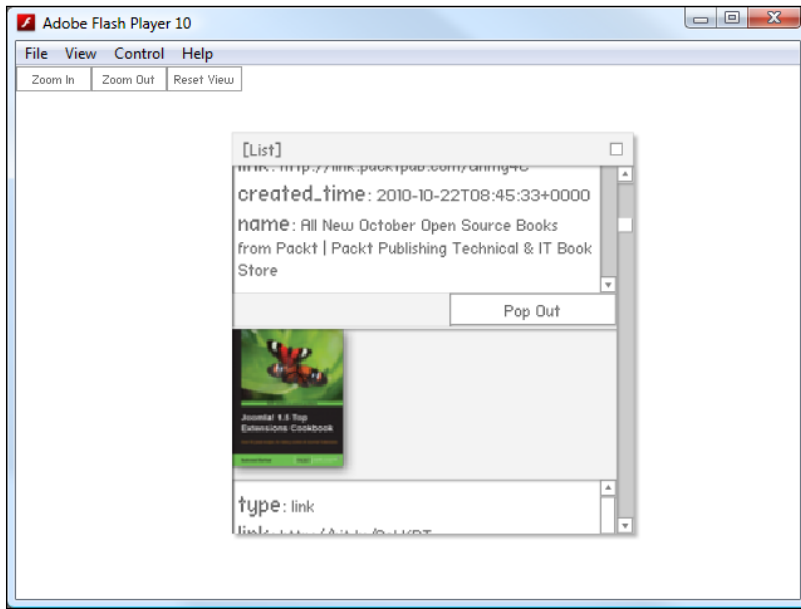 Adobe Flash Player 10
File View Control Help
Zoom In Zoom Out Reset View
[List]
created_time: 2010-10-22T08:45:33+0000
name: All New October Open Source Books
from Packt | Packt Publishing Technical & IT Book
Store
Pop Out
Joomla! 1.5 Top
Extensions Cookbook
type: link
link: